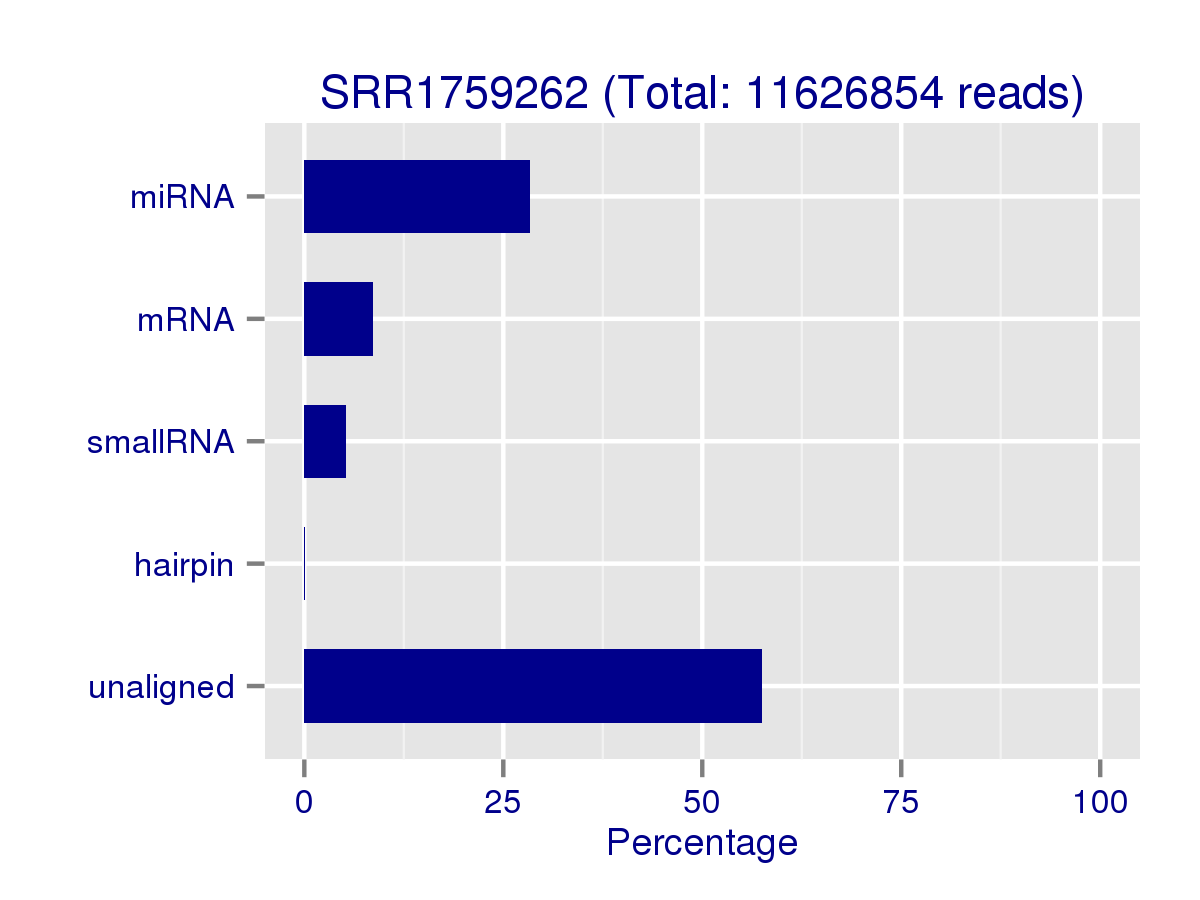 SRR1759262 (Total: 11626854 reads)
miRNA
mRNA
smallRNA
hairpin
unaligned
0 25 50 75 100
Percentage